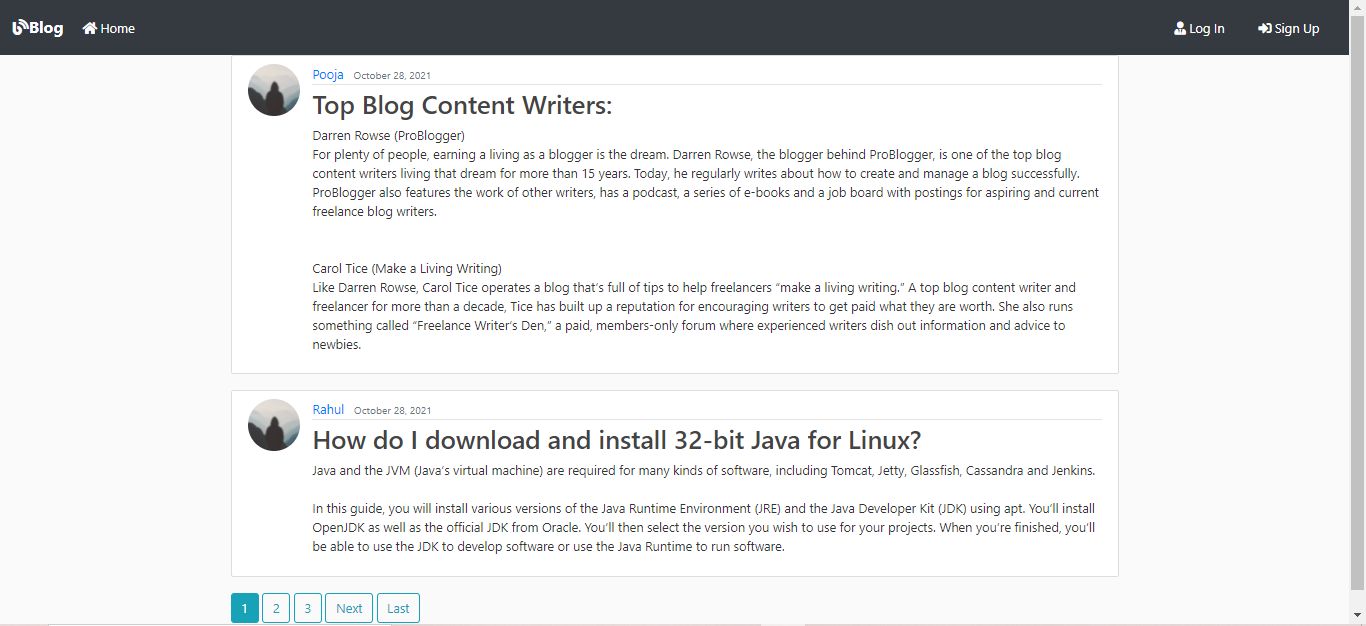 Blog Home Log In Sign Up
Pooja October 28, 2021
Top Blog Content Writers:
Darren Rowse (ProBlogger)
For plenty of people, earning a living as a blogger is the dream. Darren Rowse, the blogger behind ProBlogger, is one of the top blog
content writers living that dream for more than 15 years. Today, he regularly writes about how to create and manage a blog successfully.
ProBlogger also features the work of other writers, has a podcast, a series of e-books and a job board with postings for aspiring and current
freelance blog writers.
Carol Tice (Make a Living Writing)
Like Darren Rowse, Carol Tice operates a blog that’s full of tips to help freelancers “make a living writing.” A top blog content writer and
freelancer for more than a decade, Tice has built up a reputation for encouraging writers to get paid what they are worth. She also runs
something called “Freelance Writer’s Den,” a paid, members-only forum where experienced writers dish out information and advice to
newbies.
Rahul October 28, 2021
How do I download and install 32-bit Java for Linux?
Java and the JVM (Java’s virtual machine) are required for many kinds of software, including Tomcat, Jetty, Glassfish, Cassandra and Jenkins.
In this guide, you will install various versions of the Java Runtime Environment (JRE) and the Java Developer Kit (JDK) using apt. You’ll install
OpenJDK as well as the official JDK from Oracle. You’ll then select the version you wish to use for your projects. When you’re finished, you’ll
be able to use the JDK to develop software or use the Java Runtime to run software.
1 2 3 Next Last